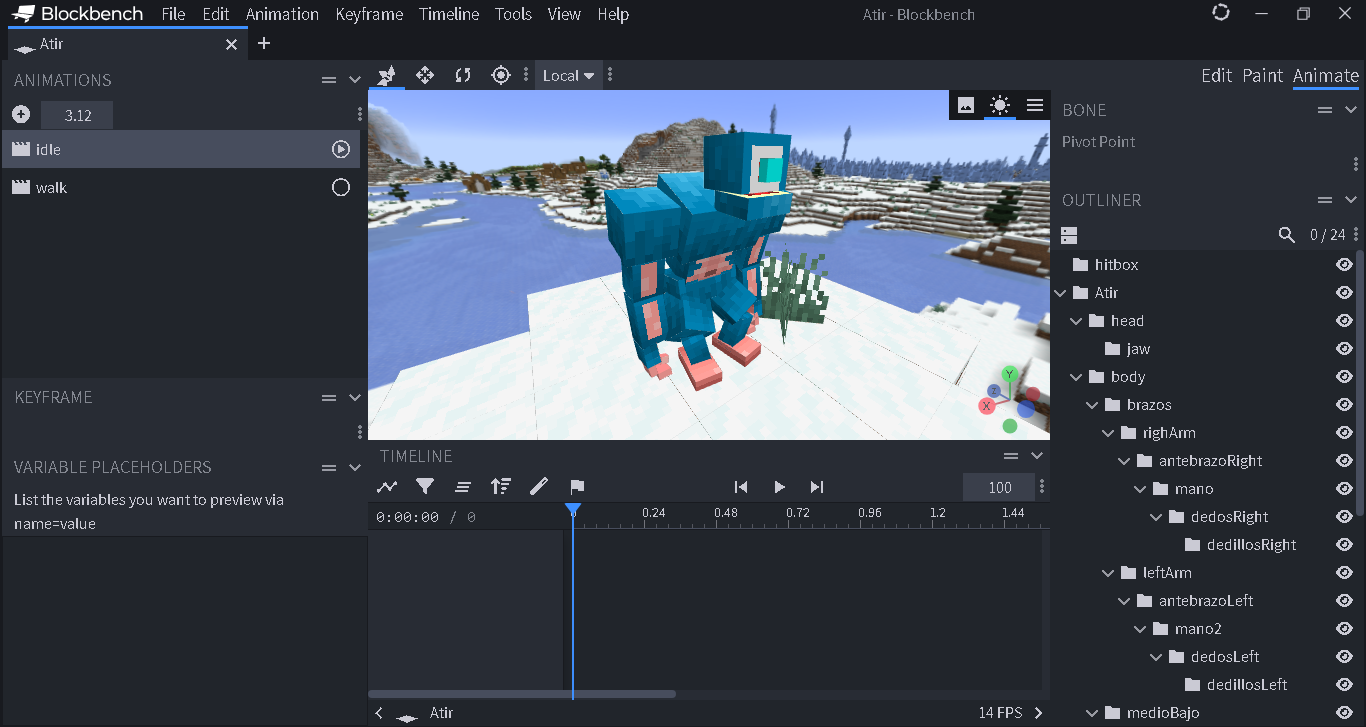 Blockbench File Edit Animation Keyframe Timeline Tools View Help Atir - Blockbench
Atir
ANIMATIONS
3.12
idle
walk
KEYFRAME
VARIABLE PLACEHOLDERS
List the variables you want to preview via
name=value
Local
Edit Paint Animate
Y
Z
X
TIMELINE
100
0:00:00 / 0
0 0.24 0.48 0.72 0.96 1.2 1.44
Atir 14 FPS
BONE
Pivot Point
OUTLINER
0 / 24
hitbox
Atir
head
jaw
body
brazos
righArm
antebrazoRight
mano
dedosRight
dedillosRight
leftArm
antebrazoLeft
mano2
dedosLeft
dedillosLeft
medioBajo